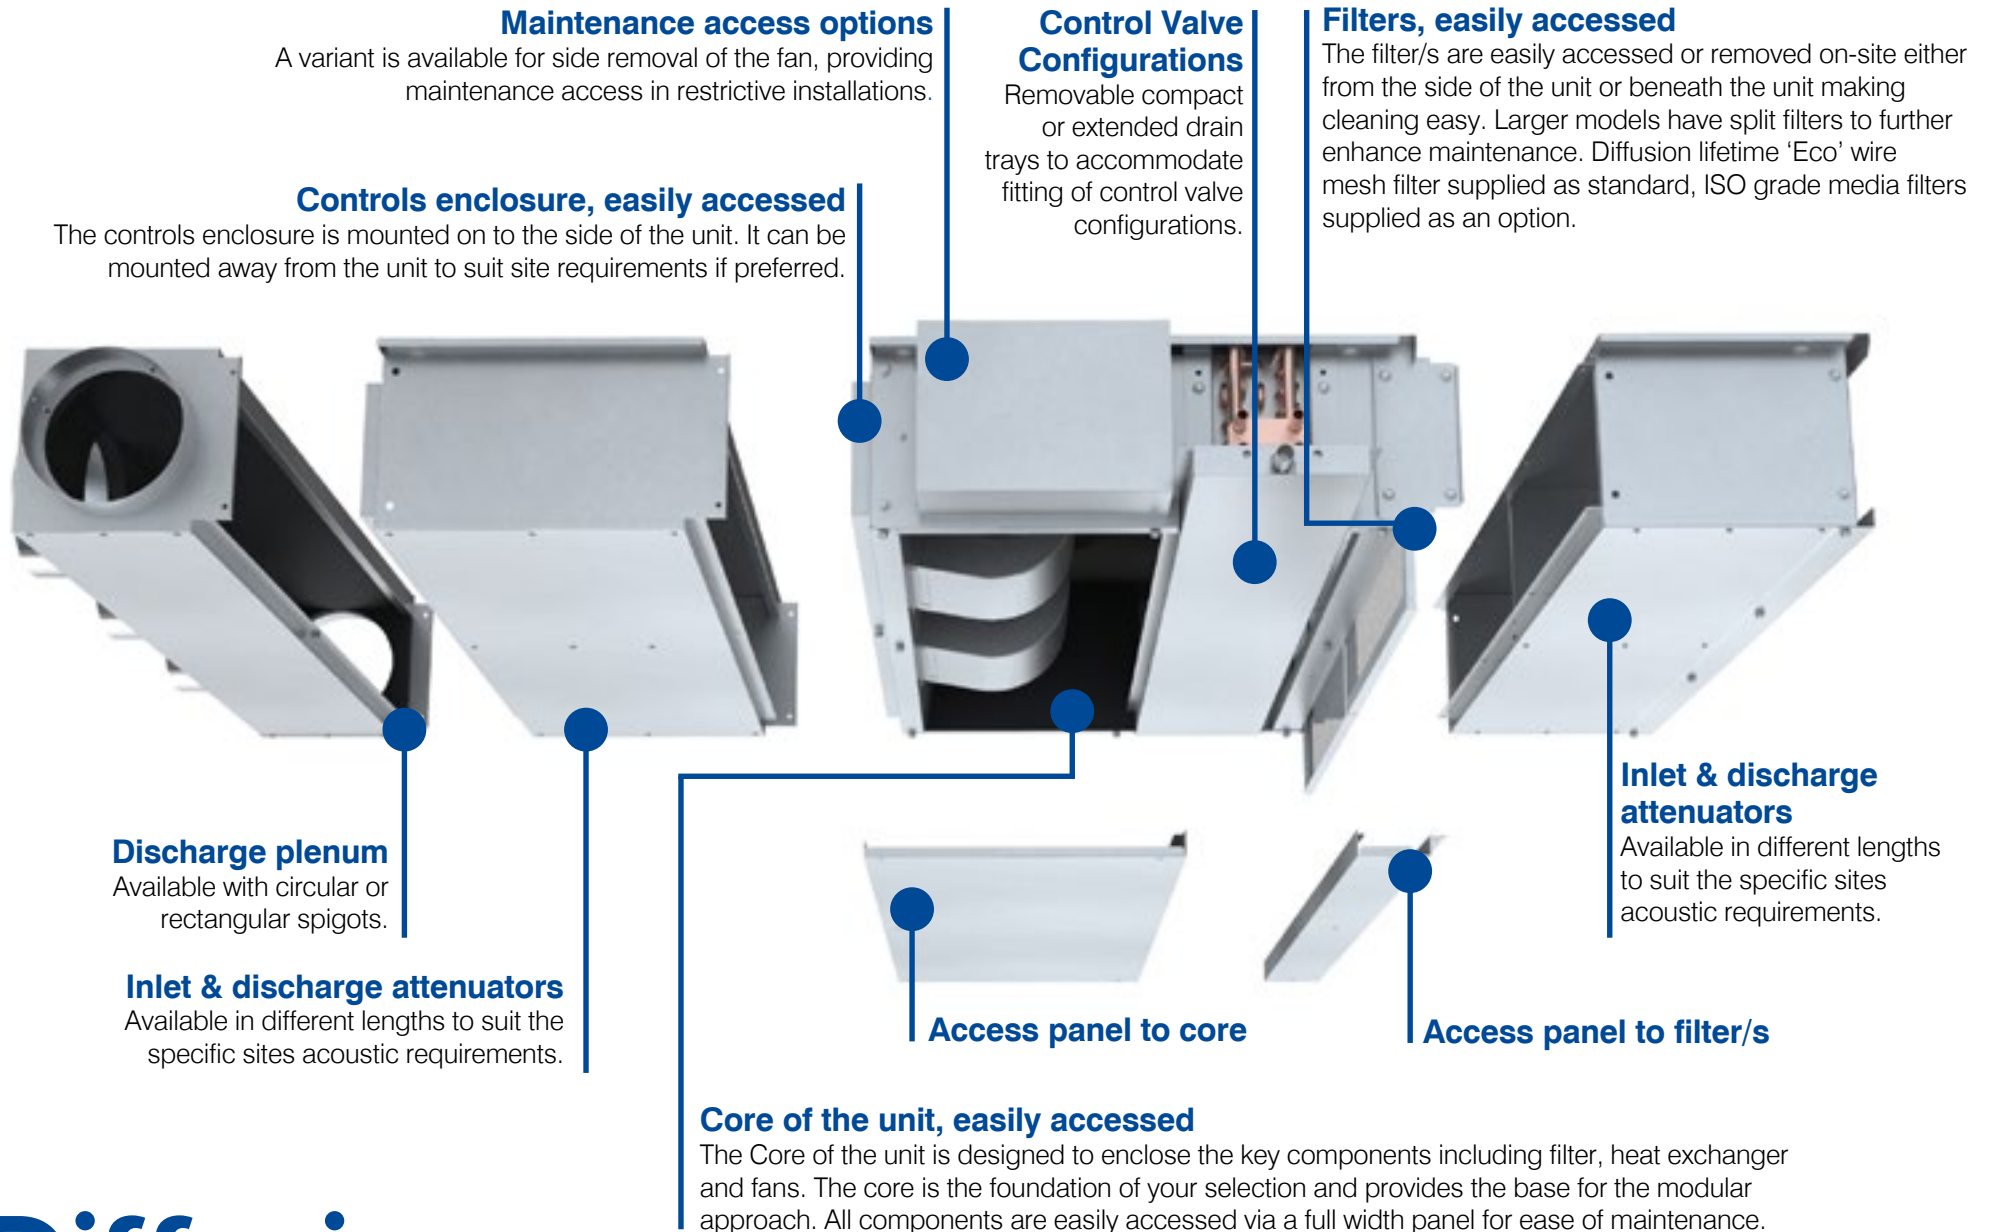 Maintenance access options
A variant is available for side removal of the fan, providing
maintenance access in restrictive installations.
Control Valve
Configurations
Removable compact
or extended drain
trays to accommodate
fitting of control valve
configurations.
Filters, easily accessed
The filter/s are easily accessed or removed on-site either
from the side of the unit or beneath the unit making
cleaning easy. Larger models have split filters to further
enhance maintenance. Diffusion lifetime ‘Eco’ wire
mesh filter supplied as standard, ISO grade media filters
supplied as an option.
Controls enclosure, easily accessed
The controls enclosure is mounted on to the side of the unit. It can be
mounted away from the unit to suit site requirements if preferred.
Discharge plenum
Available with circular or
rectangular spigots.
Inlet & discharge attenuators
Available in different lengths to suit the
specific sites acoustic requirements.
Inlet & discharge
attenuators
Available in different lengths
to suit the specific sites
acoustic requirements.
Access panel to core
Access panel to filter/s
Core of the unit, easily accessed
The Core of the unit is designed to enclose the key components including filter, heat exchanger
and fans. The core is the foundation of your selection and provides the base for the modular
approach. All components are easily accessed via a full width panel for ease of maintenance.